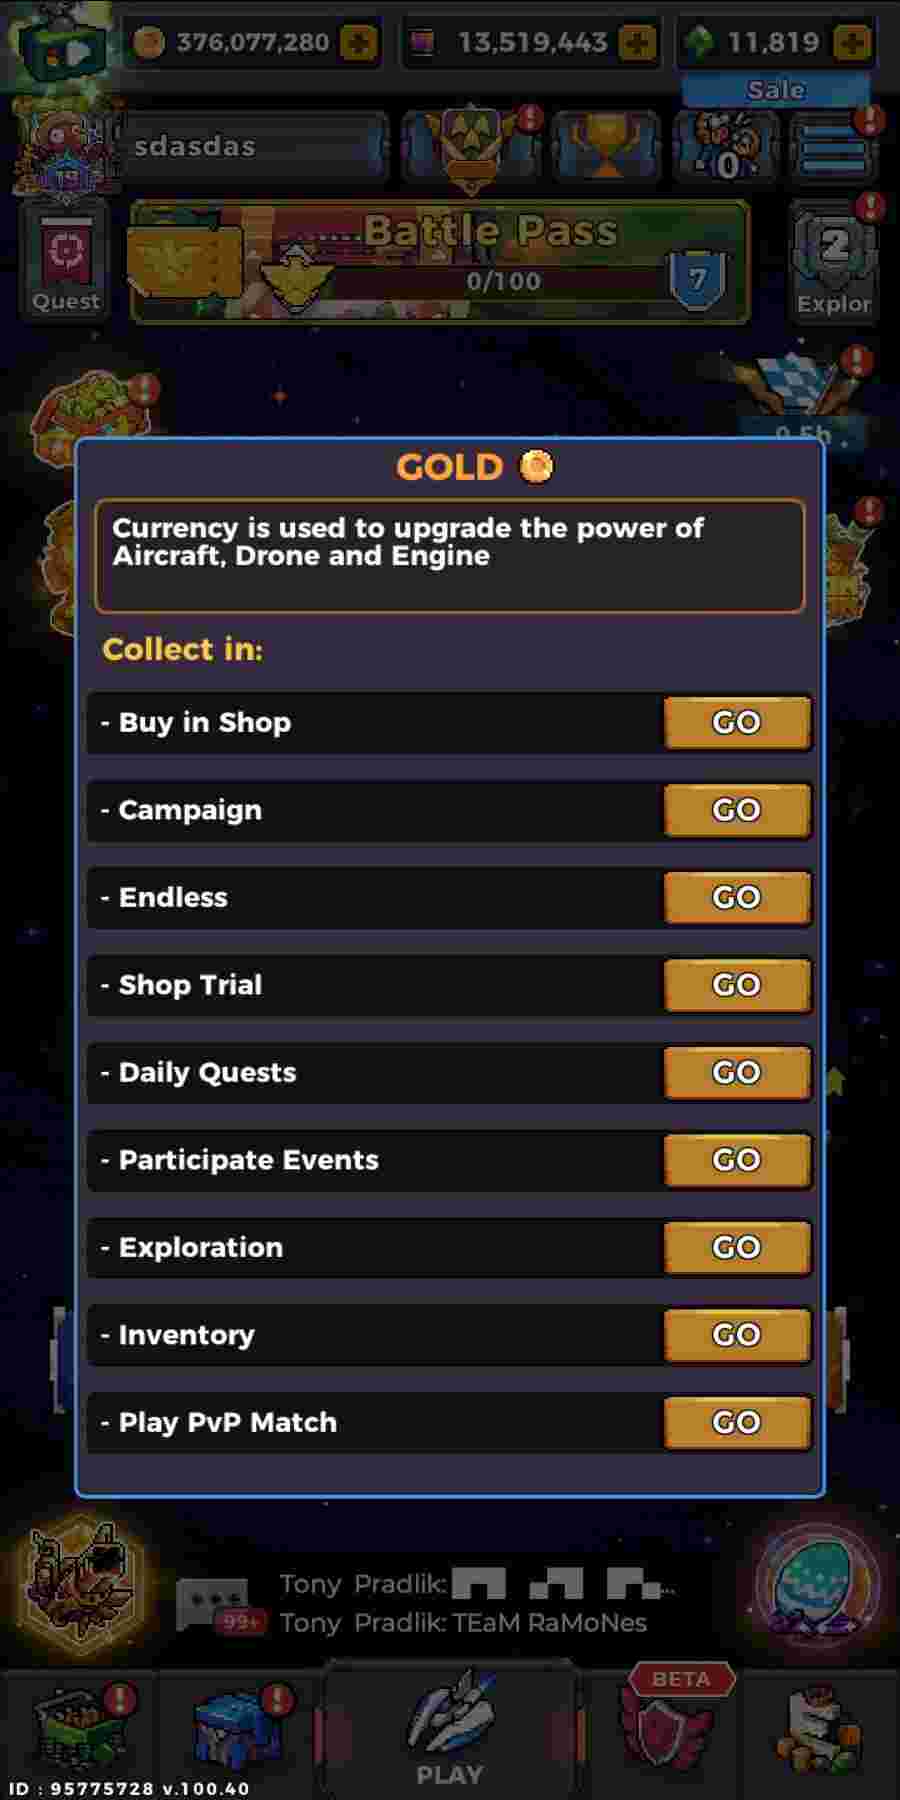 376,077,280
13,519,443
11,819
Sale
sdasdas
19
0
Quest
Battle Pass
0/100
7
2
Explor
GOLD
Currency is used to upgrade the power of
Aircraft, Drone and Engine
Collect in:
- Buy in Shop GO
- Campaign GO
- Endless GO
- Shop Trial GO
- Daily Quests GO
- Participate Events GO
- Exploration GO
- Inventory GO
- Play PvP Match GO
Tony Pradlik:
99+
Tony Pradlik: TEaM RaMoNes
BETA
PLAY
ID : 95775728 v.100.40